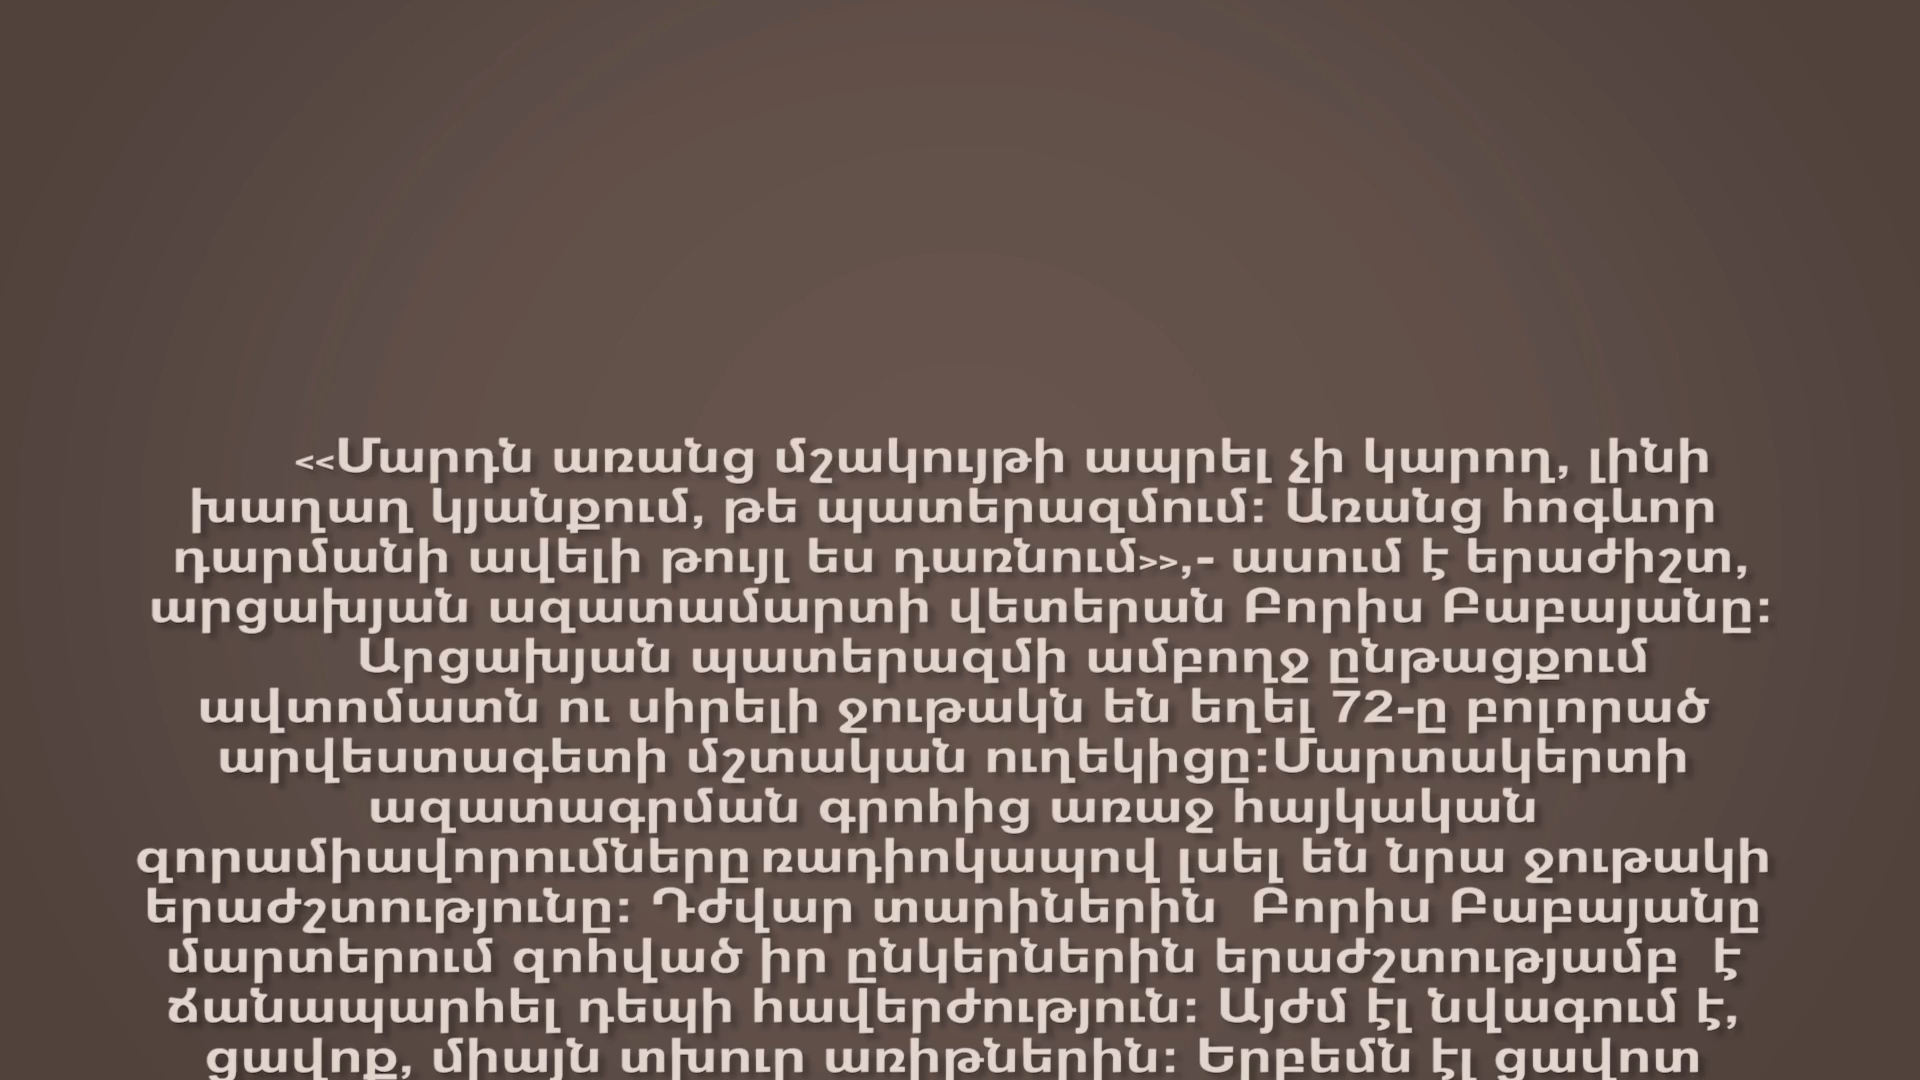 <<Մարդն առանց մշակույթի ապրել չի կարող, լինի
խաղաղ կյանքում, թե պատերազմում: Առանց հոգևոր
դարմանի ավելի թույլ ես դառնում>>,- ասում է երաժիշտ,
արցախյան ազատամարտի վետերան Բորիս Բաբայանը:
Արցախյան պատերազմի ամբողջ ընթացքում
ավտոմատն ու սիրելի ջութակն են եղել 72-ը բոլորած
արվեստագետի մշտական ուղեկիցը:Մարտակերտի
ազատագրման գրոհից առաջ հայկական
զորամիավորումները ռադիոկապով լսել են նրա ջութակի
երաժշտությունը: Դժվար տարիներին Բորիս Բաբայանը
մարտերում զոհված իր ընկերներին երաժշտությամբ է
ճանապարհել դեպի հավերժություն: Այժմ էլ նվագում է,
ցավոք, միայն տխուր առիթներին: Երբեմն էլ ցավոտ